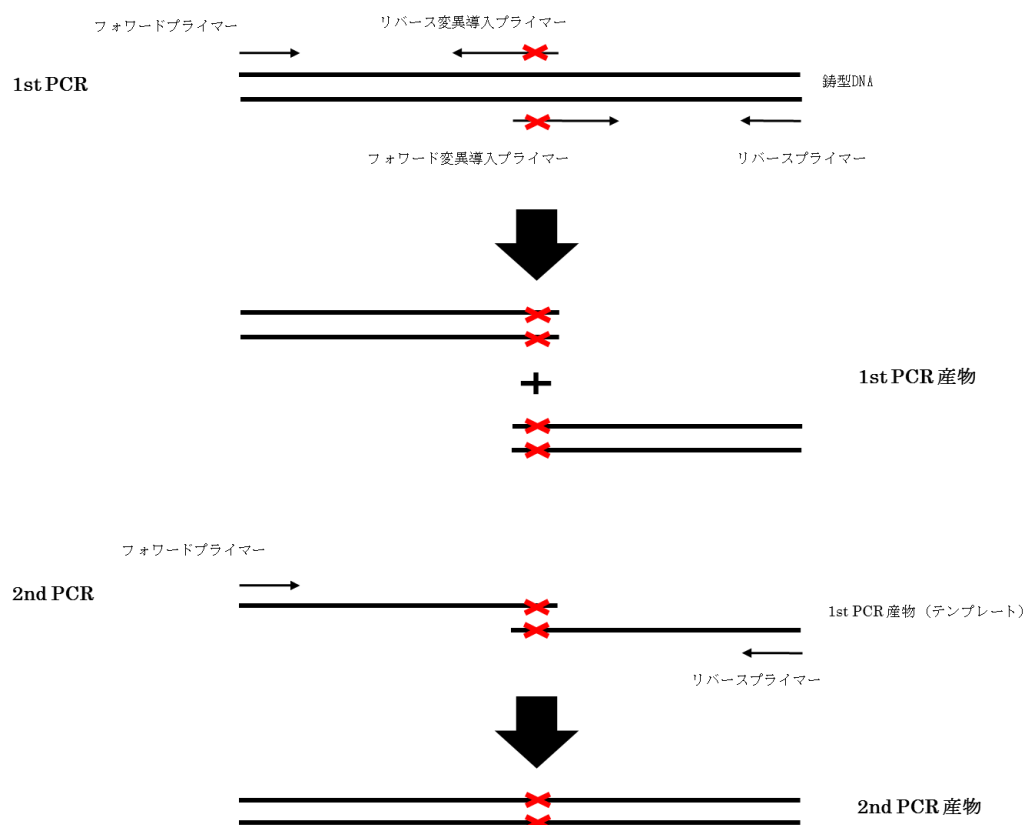 フォワードプライマー
リバース変異導入プライマー
1st PCR
鋳型DNA
フォワード変異導入プライマー
リバースプライマー
1st PCR 産物
フォワードプライマー
2nd PCR
1st PCR 産物（テンプレート）
リバースプライマー
2nd PCR 産物